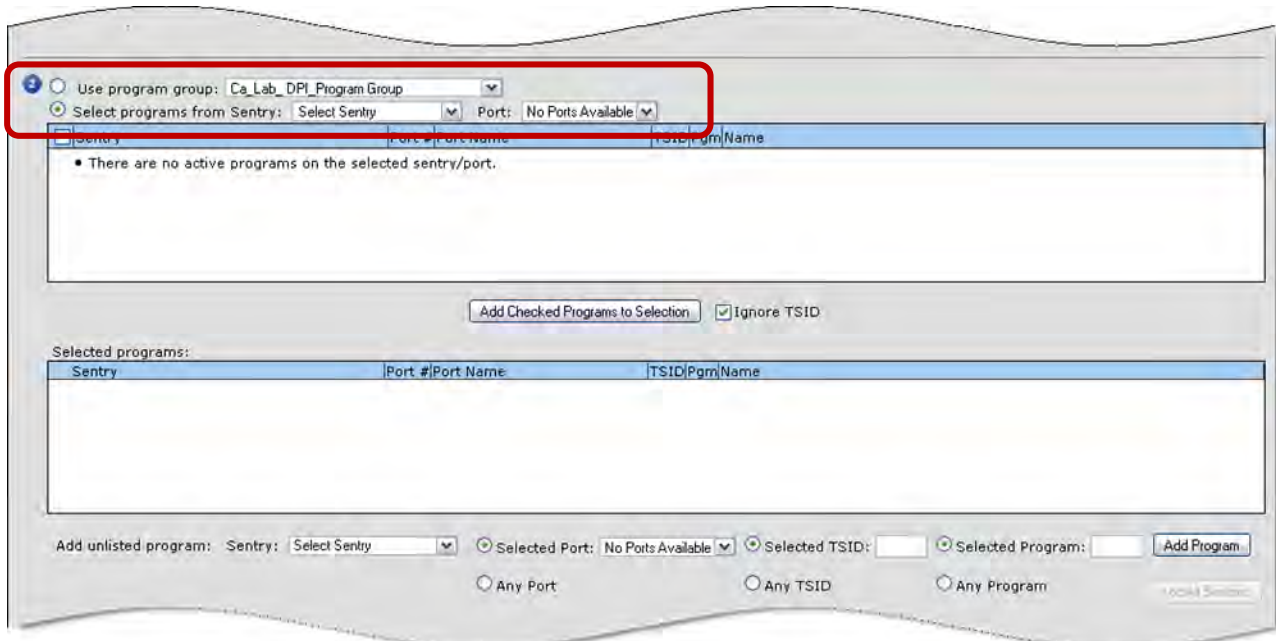 Use program group: Ca_Lab_ DPI_Program Group
Select programs from Sentry: Select Sentry Port: No Ports Available
Sentry Port # Port Name TSID Pgm Name
• There are no active programs on the selected sentry/port.
Add Checked Programs to Selection Ignore TSID
Selected programs:
Sentry Port # Port Name TSID Pgm Name
Add unlisted program: Sentry: Select Sentry Selected Port: No Ports Available Selected TSID: Selected Program: Add Program
Any Port Any TSID Any Program